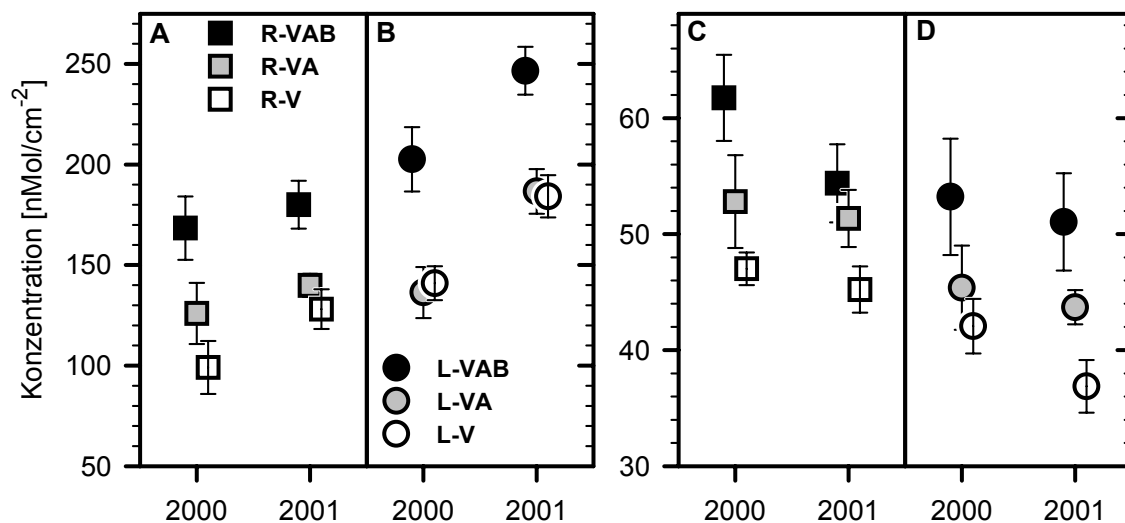 Konzentration [nMol/cm⁻²]
A
R-VAB
R-VA
R-V
B
L-VAB
L-VA
L-V
C
D
250
200
150
100
50
2000 2001 2000 2001
60
50
40
30
2000 2001 2000 2001